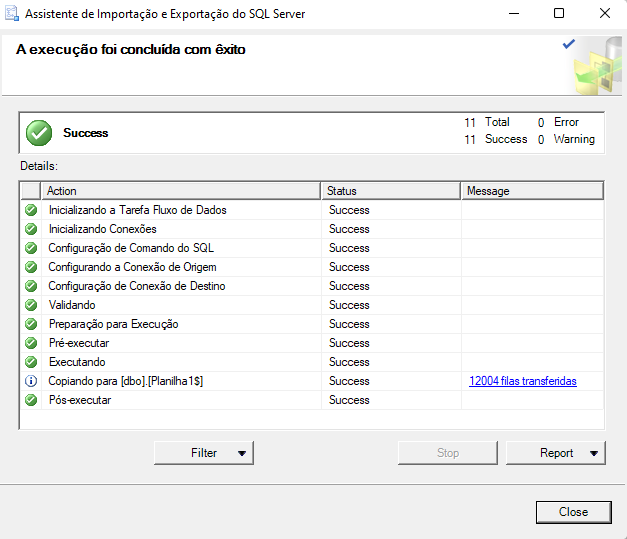 Assistente de Importação e Exportação do SQL Server
A execução foi concluída com êxito
Success
11 Total 0 Error
11 Success 0 Warning
Details:
Action Status Message
Inicializando a Tarefa Fluxo de Dados Success
Inicializando Conexões Success
Configuração de Comando do SQL Success
Configurando a Conexão de Origem Success
Configuração de Conexão de Destino Success
Validando Success
Preparação para Execução Success
Pré-executar Success
Executando Success
Copiando para [dbo].[Planilha1$] Success 12004 filas transferidas
Pós-executar Success
Filter Stop Report
Close